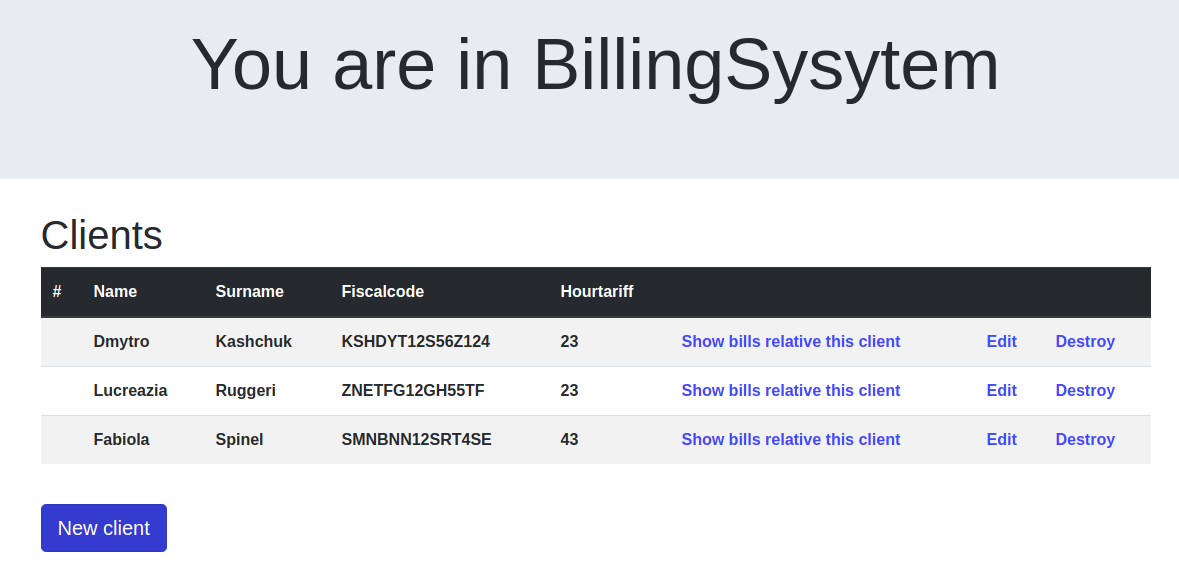 You are in BillingSysytem
Clients
# Name Surname Fiscalcode Hourtariff
Dmytro Kashchuk KSHDYT12S56Z124 23 Show bills relative this client Edit Destroy
Lucreazia Ruggeri ZNETFG12GH55TF 23 Show bills relative this client Edit Destroy
Fabiola Spinel SMNBNN12SRT4SE 43 Show bills relative this client Edit Destroy
New client